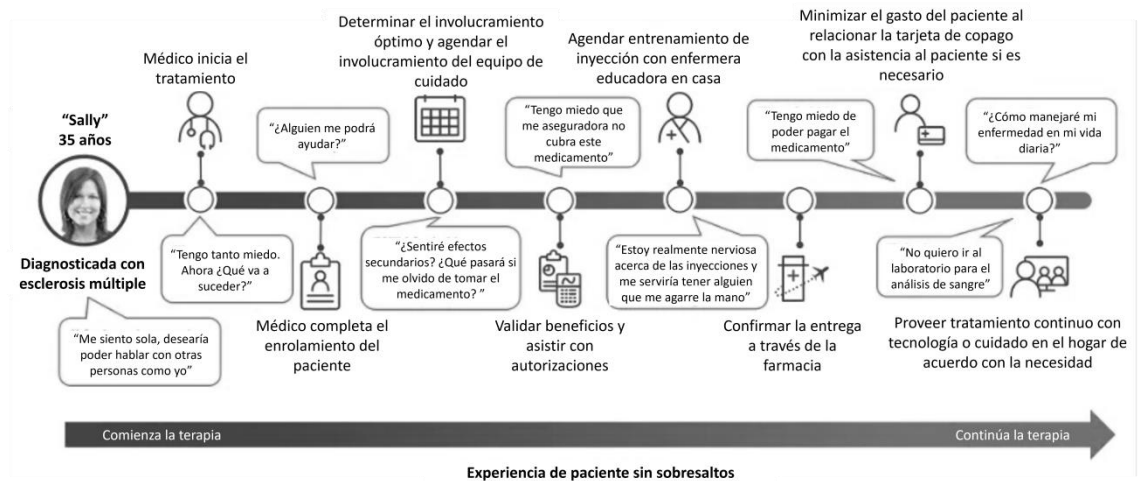 Determinar el involucramiento
óptimo y agendar el
involucramiento del equipo de
cuidado
Minimizar el gasto del paciente al
relacionar la tarjeta de copago
con la asistencia al paciente si es
necesario
Médico inicia el
tratamiento
Agendar entrenamiento de
inyección con enfermera
educadora en casa
“Sally”
35 años
“¿Alguien me podrá
ayudar?”
“Tengo miedo que
me aseguradora no
cubra este
medicamento”
“Tengo miedo de
poder pagar el
medicamento”
“¿Cómo manejaré mi
enfermedad en mi vida
diaria?”
Diagnosticada con
esclerosis múltiple
“Tengo tanto miedo.
Ahora ¿Qué va a
suceder?”
“¿Sentiré efectos
secundarios? ¿Qué pasará si
me olvido de tomar el
medicamento? ”
“Estoy realmente nerviosa
acerca de las inyecciones y
me serviría tener alguien
que me agarre la mano”
“No quiero ir al
laboratorio para el
análisis de sangre”
“Me siento sola, desearía
poder hablar con otras
personas como yo”
Médico completa el
enrolamiento del
paciente
Validar beneficios y
asistir con
autorizaciones
Confirmar la entrega
a través de la
farmacia
Proveer tratamiento continuo con
tecnología o cuidado en el hogar de
acuerdo con la necesidad
Comienza la terapia
Continúa la terapia
Experiencia de paciente sin sobresaltos